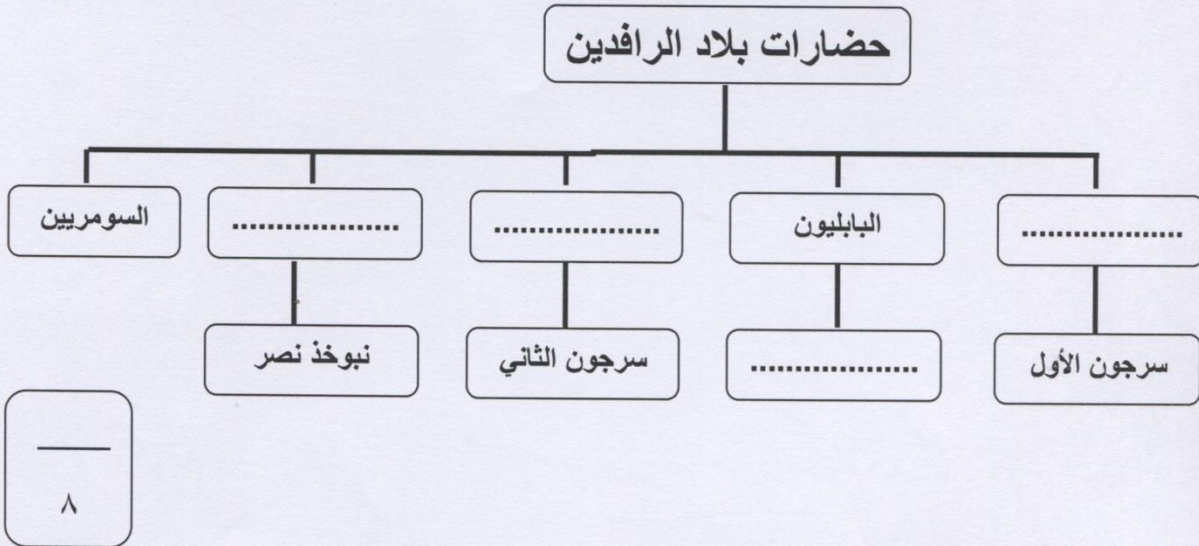 حضارات بلاد الرافدين
.................. البابليون .................. .................. السومريين
سرجون الأول .................. سرجون الثاني نبوخذ نصر
٨